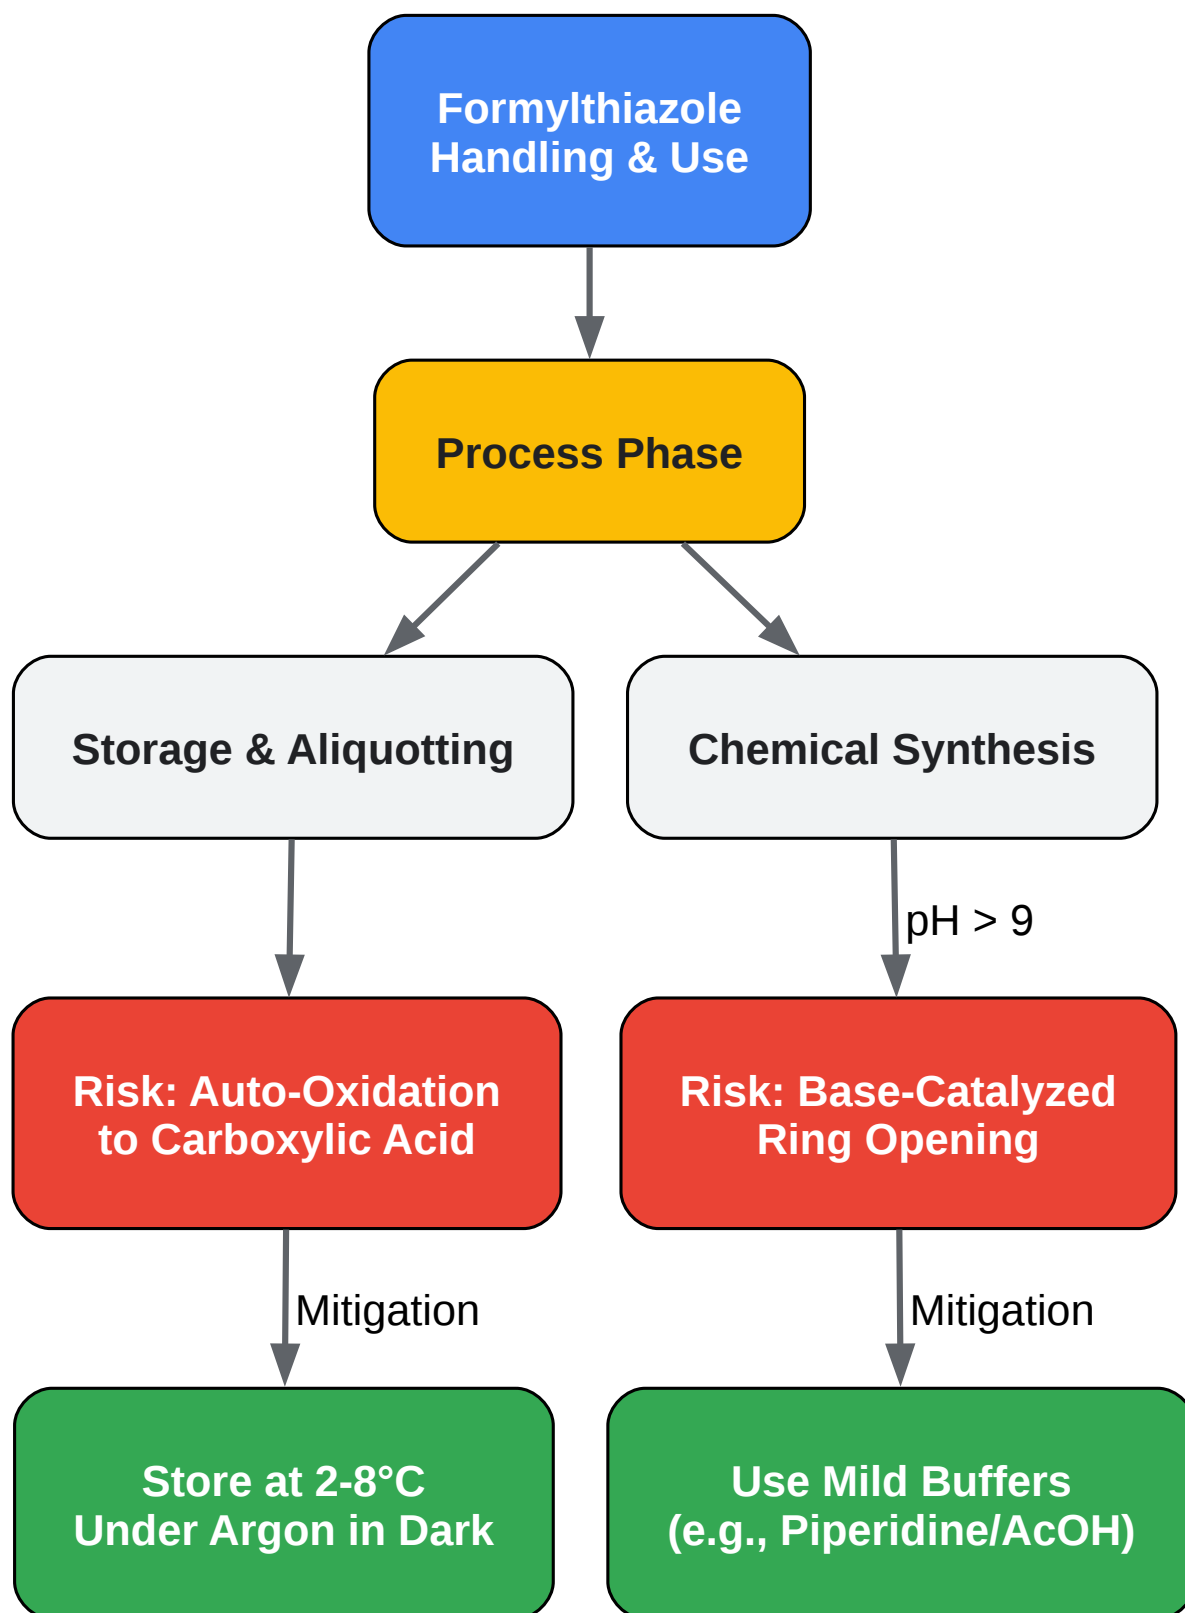 Formylthiazole
Handling & Use
Process Phase
Storage & Aliquotting
Chemical Synthesis
pH > 9
Risk: Auto-Oxidation
to Carboxylic Acid
Risk: Base-Catalyzed
Ring Opening
Mitigation
Mitigation
Store at 2-8°C
Under Argon in Dark
Use Mild Buffers
(e.g., Piperidine/AcOH)